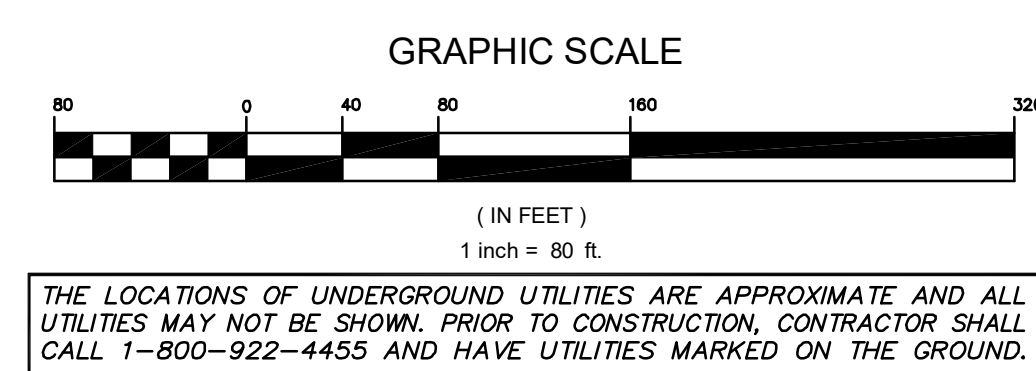 GRAPHIC SCALE
80 0 40 80 160 320
( IN FEET )
1 inch = 80 ft.
THE LOCATIONS OF UNDERGROUND UTILITIES ARE APPROXIMATE AND ALL
UTILITIES MAY NOT BE SHOWN. PRIOR TO CONSTRUCTION, CONTRACTOR SHALL
CALL 1-800-922-4455 AND HAVE UTILITIES MARKED ON THE GROUND.